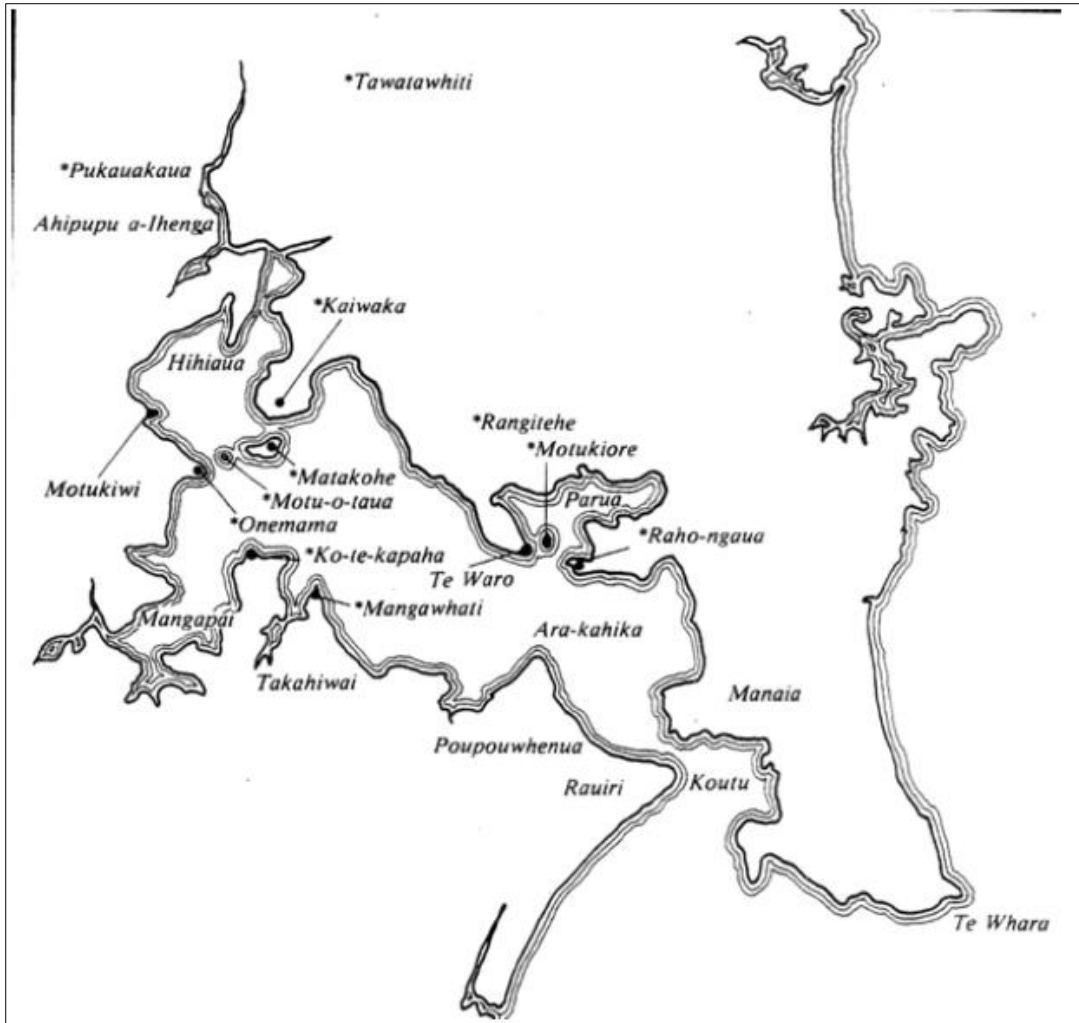 *Tawatawhiti
*Pukauakaua
Ahipupu a-Ihenga
*Kaiwaka
Hihiaua
*Rangitehe
*Motukiore
Motukiwi
*Matakohe
*Motu-o-taua
Parua
*Onemama
*Raho-ngaua
*Ko-te-kapaha
Te Waro
*Mangawhati
Mangapai
Ara-kahika
Takahiwai
Manaia
Poupouwhenua
Rauiri
Koutu
Te Whara